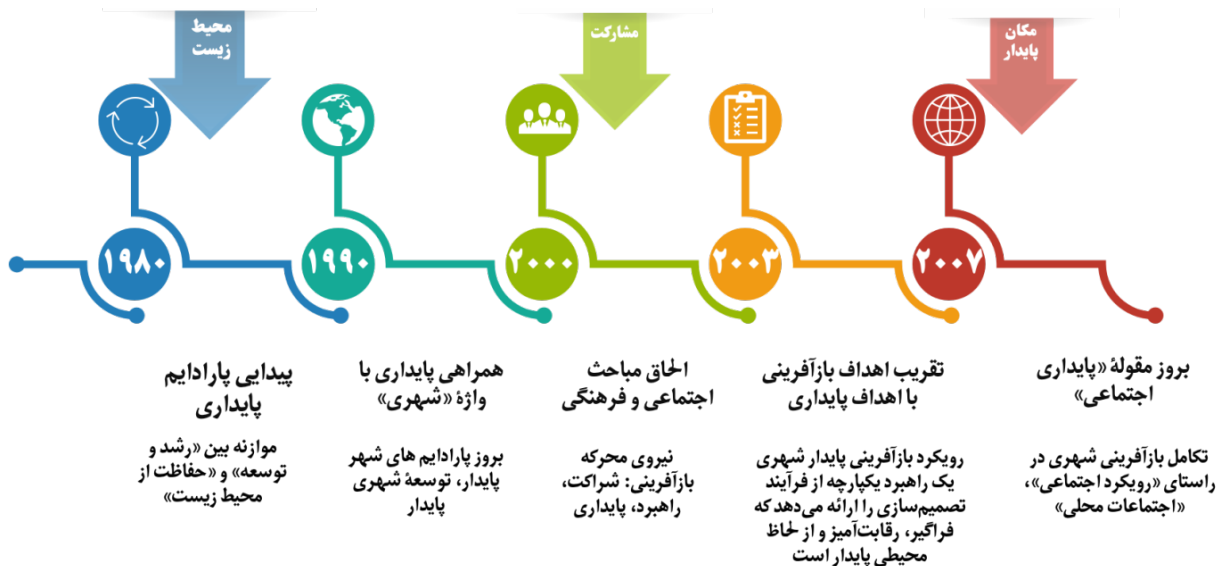 محیط
زیست
مشارکت
مکان
پایدار
۱۹۸۰
۱۹۹۰
۲۰۰۰
۲۰۰۳
۲۰۰۷
پیدایی پارادایم
پایداری
موازنه بین «رشد و
توسعه» و «حفاظت از
محیط زیست»
همراهی پایداری با
واژهٔ «شهری»
بروز پارادایم های شهر
پایدار، توسعهٔ شهری
پایدار
الحاق مباحث
اجتماعی و فرهنگی
نیروی محرکه
بازآفرینی: شراکت،
راهبرد، پایداری
تقریب اهداف بازآفرینی
با اهداف پایداری
رویکرد بازآفرینی پایدار شهری
یک راهبرد یکپارچه از فرآیند
تصمیم‌سازی را ارائه می‌دهد که
فراگیر، رقابت‌آمیز و از لحاظ
محیطی پایدار است
بروز مقولهٔ «پایداری
اجتماعی»
تکامل بازآفرینی شهری در
راستای «رویکرد اجتماعی»،
«اجتماعات محلی»